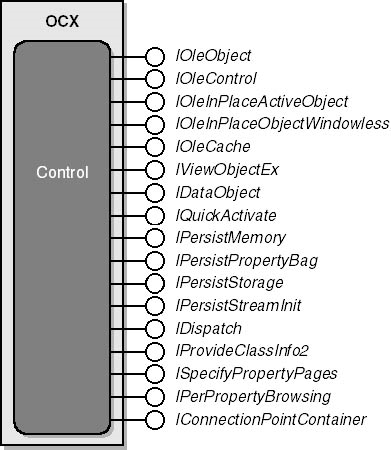 OCX
Control
IOleObject
IOleControl
IOleInPlaceActiveObject
IOleInPlaceObjectWindowless
IOleCache
IViewObjectEx
IDataObject
IQuickActivate
IPersistMemory
IPersistPropertyBag
IPersistStorage
IPersistStreamInit
IDispatch
IProvideClassInfo2
ISpecifyPropertyPages
IPerPropertyBrowsing
IConnectionPointContainer